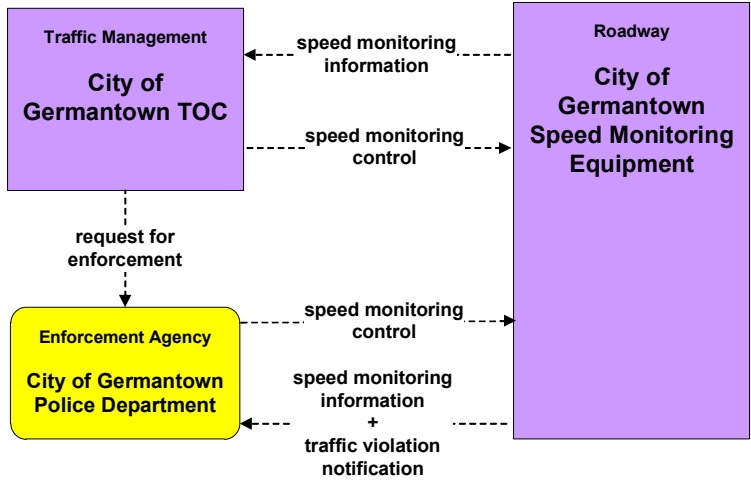 Traffic Management
City of
Germantown TOC
speed monitoring
information
speed monitoring
control
Roadway
City of
Germantown
Speed Monitoring
Equipment
request for
enforcement
Enforcement Agency
City of Germantown
Police Department
speed monitoring
control
speed monitoring
information
+
traffic violation
notification